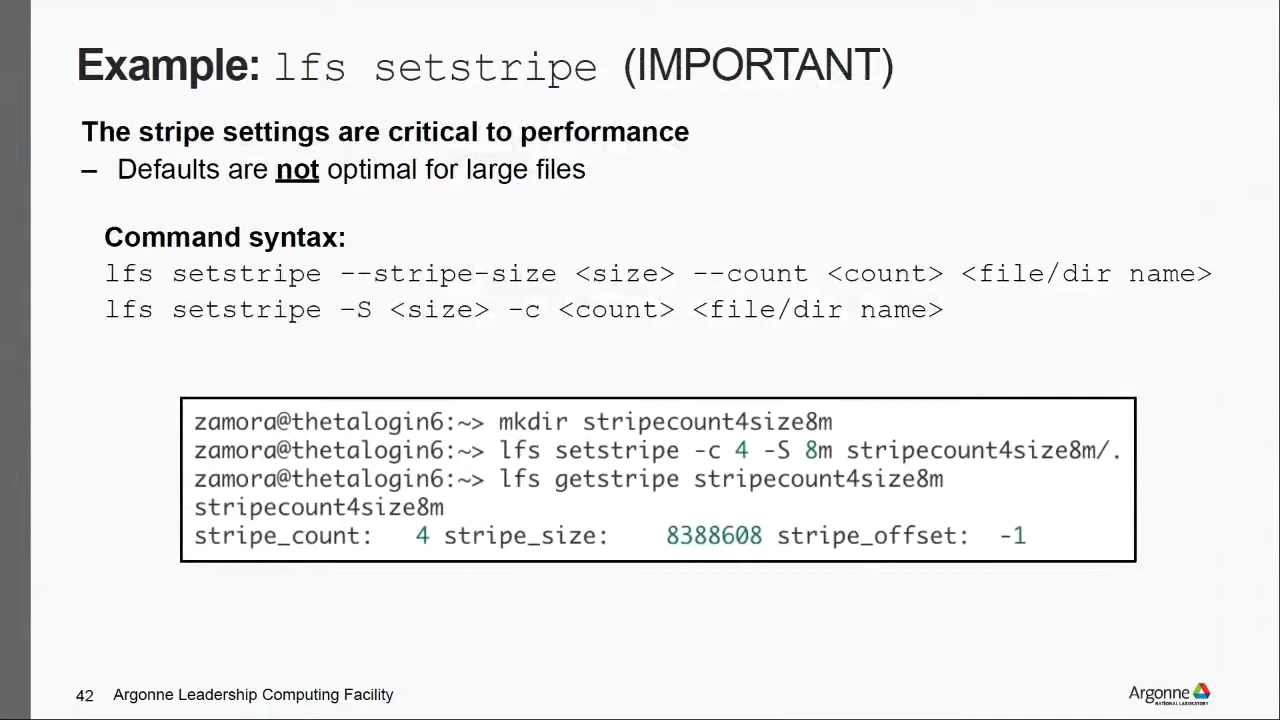 Example: lfs setstripe (IMPORTANT)
The stripe settings are critical to performance
– Defaults are not optimal for large files
Command syntax:
lfs setstripe --stripe-size <size> --count <count> <file/dir name>
lfs setstripe –S <size> -c <count> <file/dir name>
zamora@thetalogin6:~> mkdir stripecount4size8m
zamora@thetalogin6:~> lfs setstripe -c 4 -S 8m stripecount4size8m/.
zamora@thetalogin6:~> lfs getstripe stripecount4size8m
stripecount4size8m
stripe_count: 4 stripe_size: 8388608 stripe_offset: -1
42 Argonne Leadership Computing Facility
Argonne
NATIONAL LABORATORY